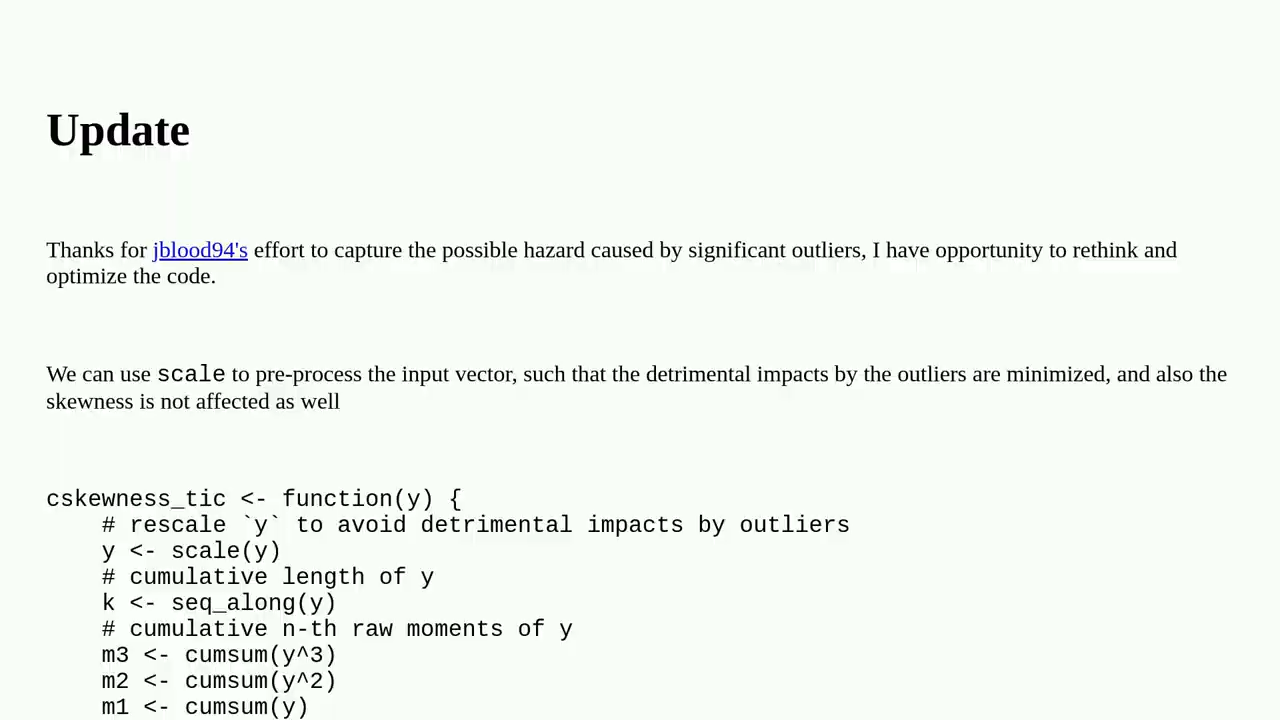 Update
Thanks for jblood94's effort to capture the possible hazard caused by significant outliers, I have opportunity to rethink and
optimize the code.
We can use scale to pre-process the input vector, such that the detrimental impacts by the outliers are minimized, and also the
skewness is not affected as well
cskewness_tic <- function(y) {
    # rescale `y` to avoid detrimental impacts by outliers
    y <- scale(y)
    # cumulative length of y
    k <- seq_along(y)
    # cumulative n-th raw moments of y
    m3 <- cumsum(y^3)
    m2 <- cumsum(y^2)
    m1 <- cumsum(y)